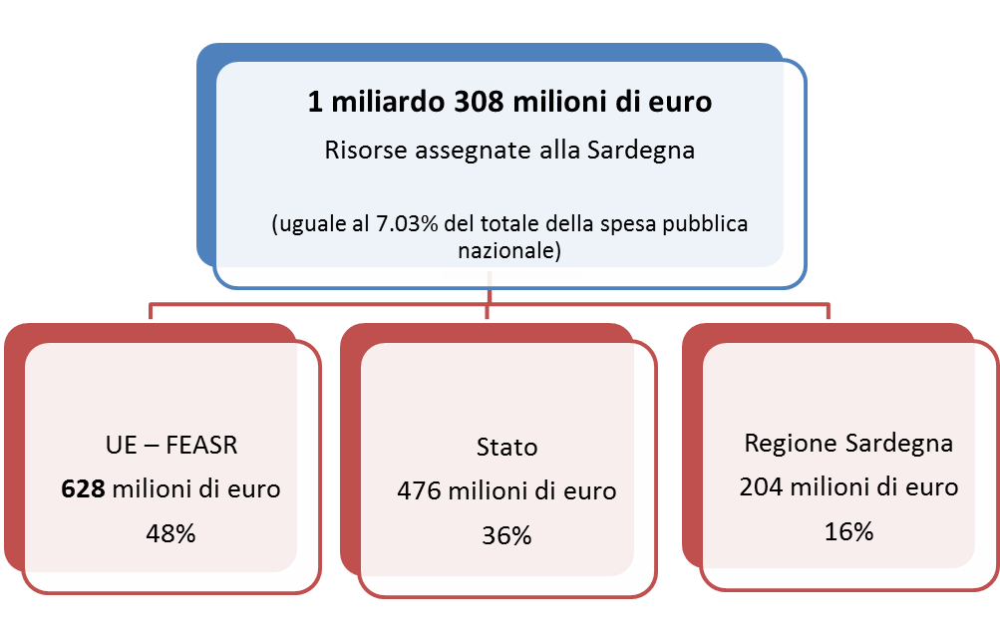 1 miliardo 308 milioni di euro
Risorse assegnate alla Sardegna
(uguale al 7.03% del totale della spesa pubblica
nazionale)
UE – FEASR
628 milioni di euro
48%
Stato
476 milioni di euro
36%
Regione Sardegna
204 milioni di euro
16%